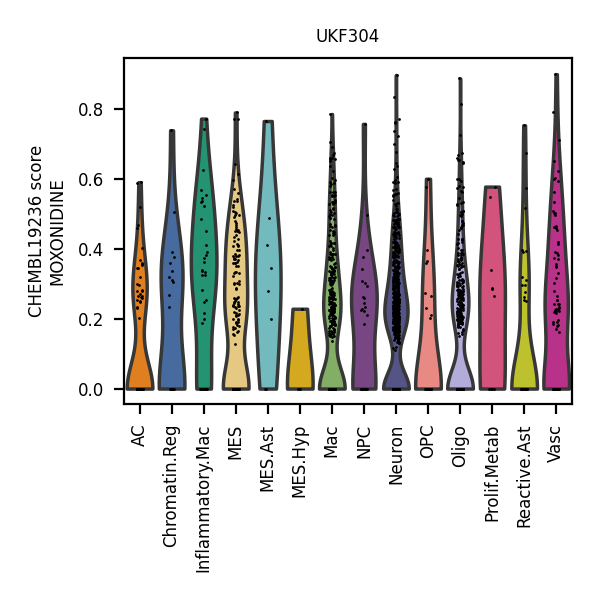 UKF304
CHEMBL19236 score
MOXONIDINE
0.8
0.6
0.4
0.2
0.0
AC
Chromatin.Reg
Inflammatory.Mac
MES
MES.Ast
MES.Hyp
Mac
NPC
Neuron
OPC
Oligo
Prolif.Metab
Reactive.Ast
Vasc